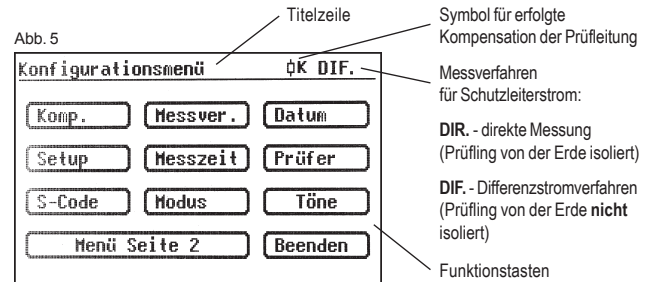 Abb. 5
Titelzeile
Symbol für erfolgte
Kompensation der Prüfleitung
Konfigurationsmenü K DIF.
Messverfahren
für Schutzleiterstrom:
DIR. - direkte Messung
(Prüfling von der Erde isoliert)
DIF. - Differenzstromverfahren
(Prüfling von der Erde nicht
isoliert)
Komp. Messver. Datum
Setup Messzeit Prüfer
S-Code Modus Töne
Menü Seite 2 Beenden
Funktionstasten